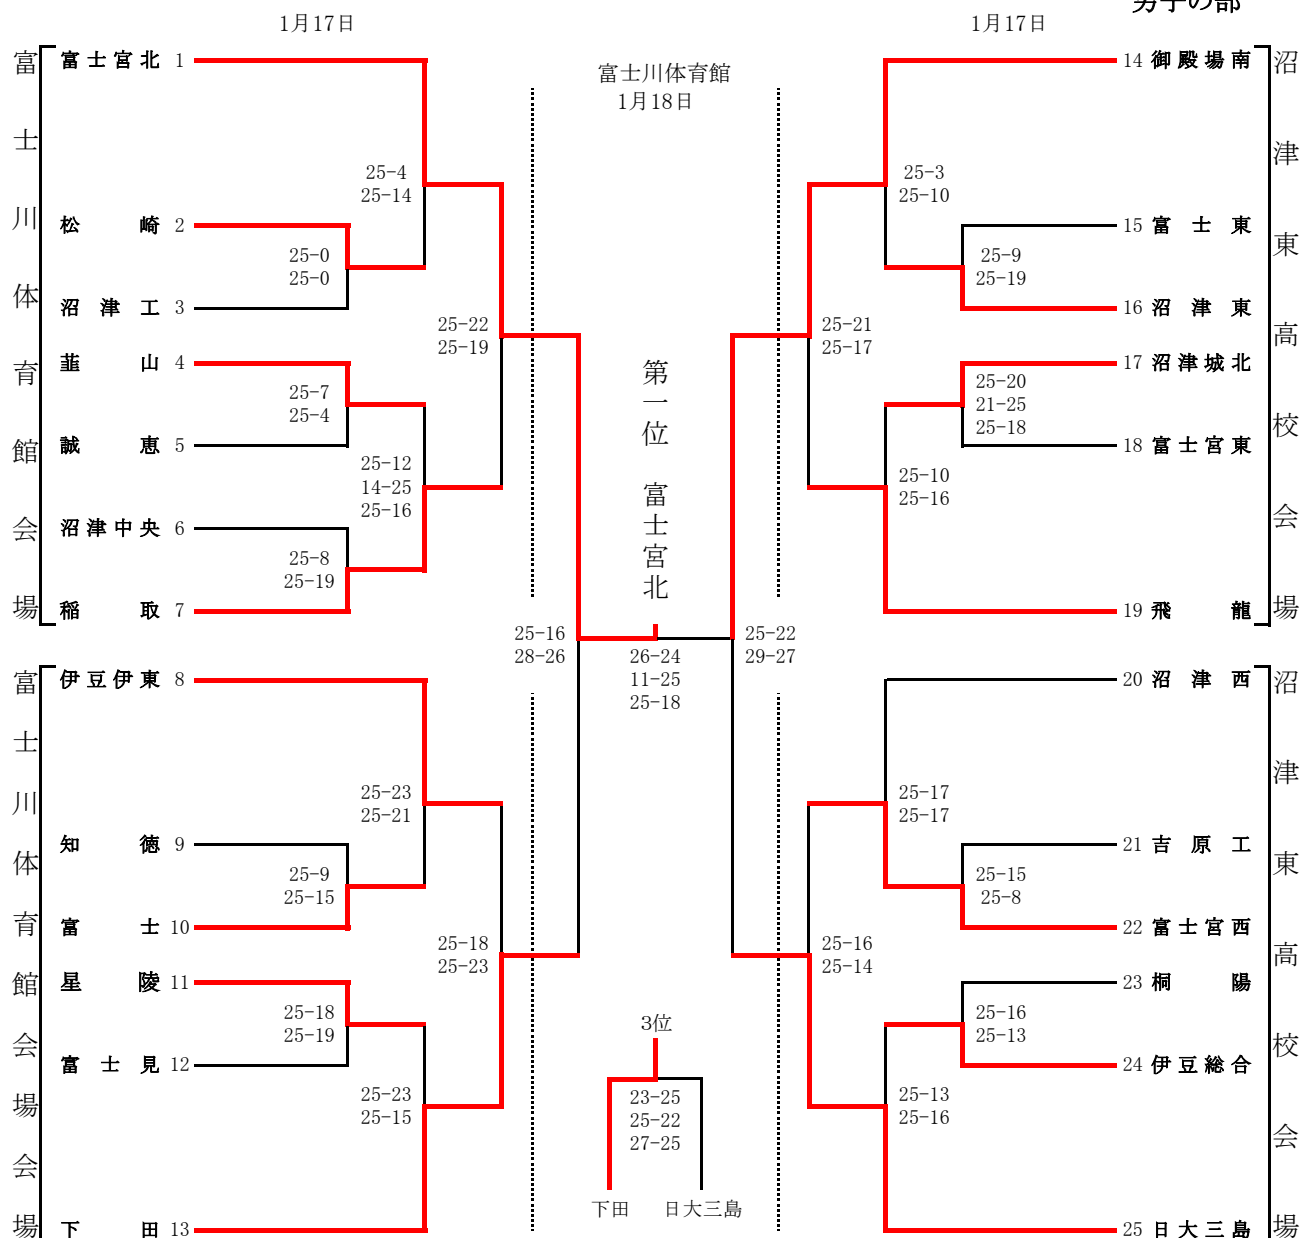 男子の部
1月17日
1月17日
富士川体育館
1月18日
富士川体育館会場
富士宮北 1
松崎 2
沼津工 3
韮山 4
誠恵 5
沼津中央 6
稲取 7
25-4
25-14
25-0
25-0
25-22
25-19
25-7
25-4
25-12
14-25
25-16
25-8
25-19
富士川体育館会場会場
伊豆伊東 8
知徳 9
富士 10
星陵 11
富士見 12
下田 13
25-23
25-21
25-9
25-15
25-18
25-23
25-18
25-19
25-23
25-15
25-16
28-26
第一位 富士宮北
26-24
11-25
25-18
25-22
29-27
3位
23-25
25-22
27-25
下田 日大三島
沼津東高校会場
14 御殿場南
15 富士東
16 沼津東
17 沼津城北
18 富士宮東
19 飛龍
25-3
25-10
25-9
25-19
25-21
25-17
25-20
21-25
25-18
25-10
25-16
沼津東高校会場
20 沼津西
21 吉原工
22 富士宮西
23 桐陽
24 伊豆総合
25 日大三島
25-17
25-17
25-15
25-8
25-16
25-14
25-16
25-13
25-13
25-16